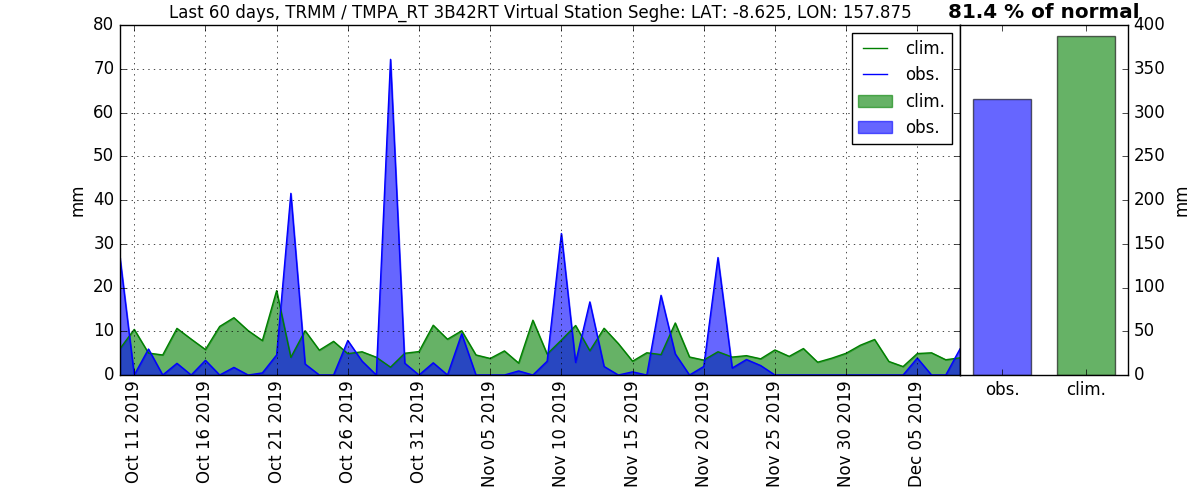 Last 60 days, TRMM / TMPA_RT 3B42RT Virtual Station Seghe: LAT: -8.625, LON: 157.875
81.4 % of normal
80
70
60
50
40
30
20
10
0
mm
clim.
obs.
clim.
obs.
400
350
300
250
200
150
100
50
0
mm
Oct 11 2019
Oct 16 2019
Oct 21 2019
Oct 26 2019
Oct 31 2019
Nov 05 2019
Nov 10 2019
Nov 15 2019
Nov 20 2019
Nov 25 2019
Nov 30 2019
Dec 05 2019
obs.
clim.